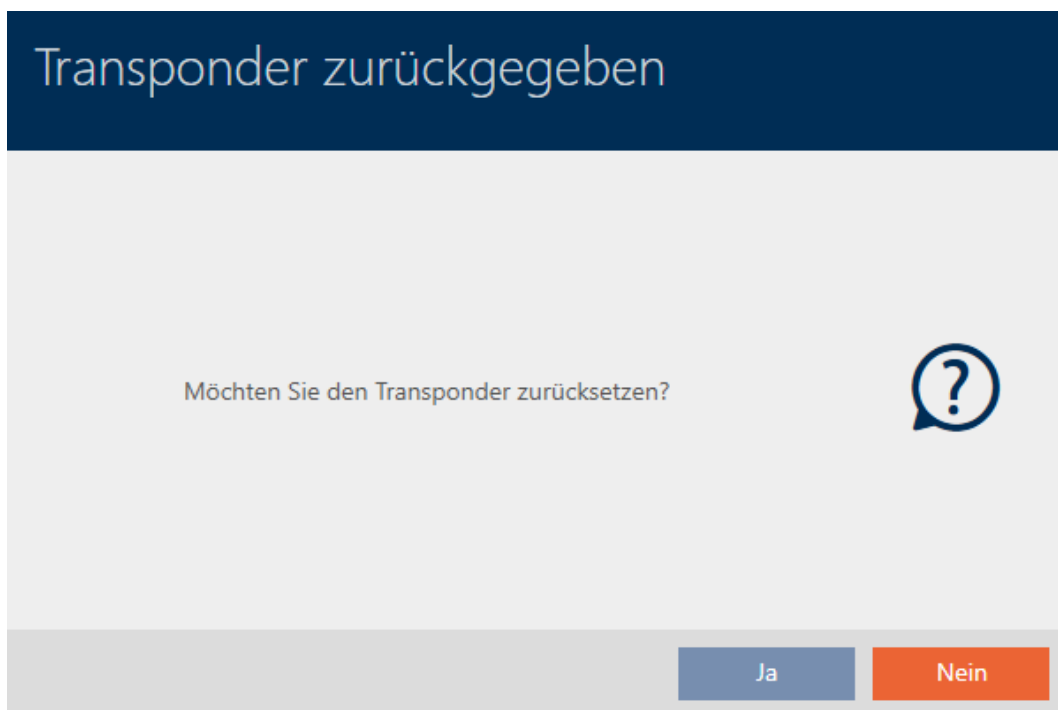 Transponder zurückgegeben
Möchten Sie den Transponder zurücksetzen?
?
Ja
Nein